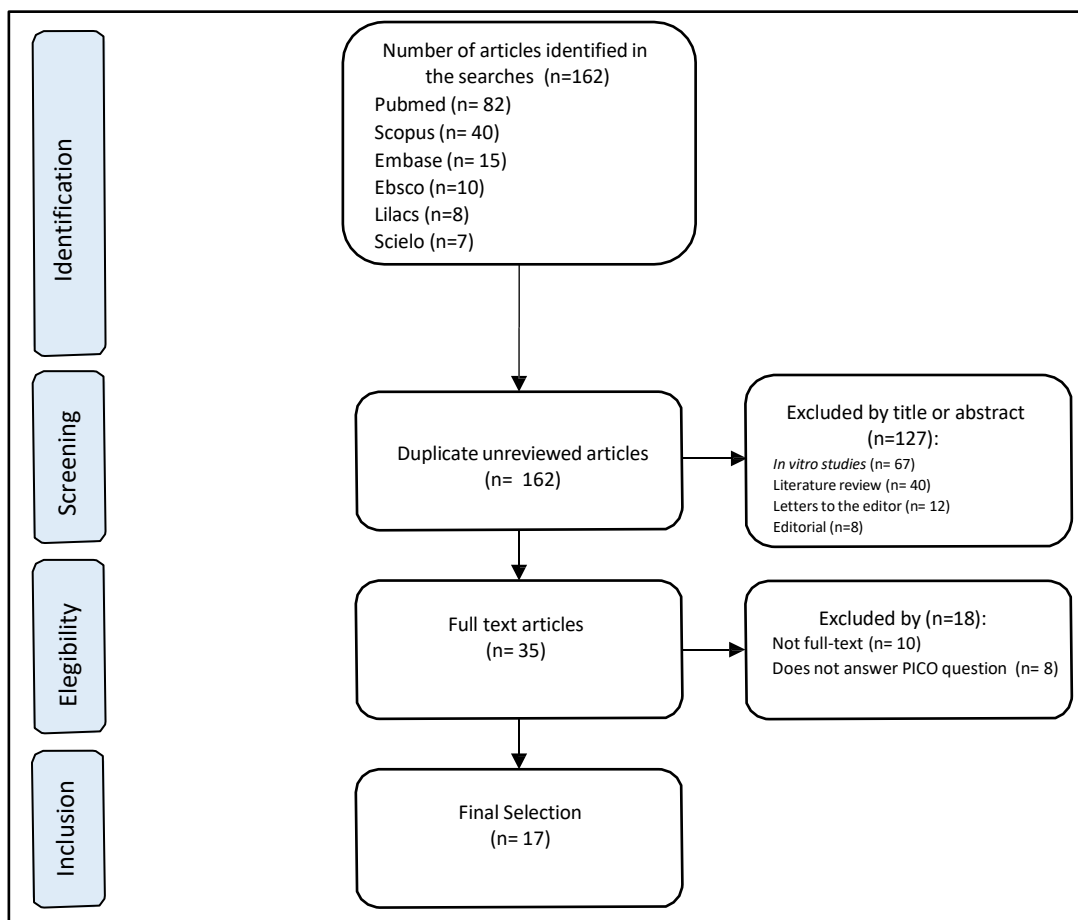 Identification
Number of articles identified in
the searches  (n=162)
Pubmed (n= 82)
Scopus (n= 40)
Embase (n= 15)
Ebsco (n=10)
Lilacs (n=8)
Scielo (n=7)
Screening
Duplicate unreviewed articles
(n=  162)
Excluded by title or abstract
(n=127):
In vitro studies (n= 67)
Literature review (n= 40)
Letters to the editor (n= 12)
Editorial (n=8)
Elegibility
Full text articles
(n= 35)
Excluded by (n=18):
Not full-text (n= 10)
Does not answer PICO question  (n= 8)
Inclusion
Final Selection
(n= 17)